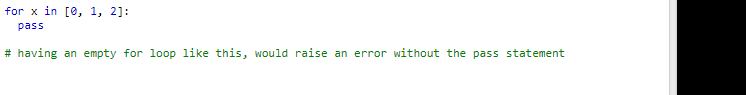 for x in [0, 1, 2]:
  pass
# having an empty for loop like this, would raise an error without the pass statement